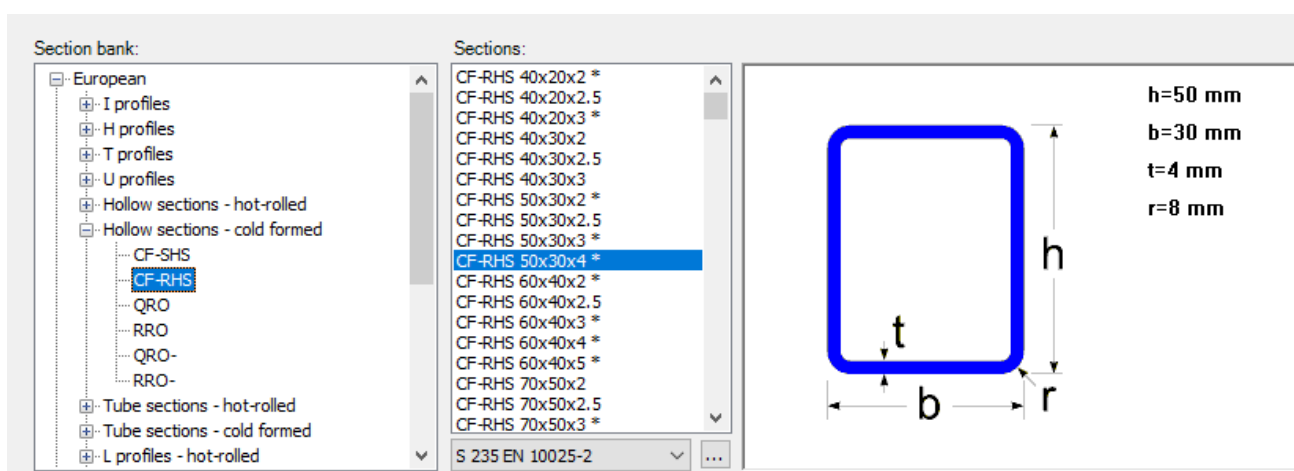 Section bank:
European
I profiles
H profiles
T profiles
U profiles
Hollow sections - hot-rolled
Hollow sections - cold formed
CF-SHS
CF-RHS
QRO
RRO
QRO-
RRO-
Tube sections - hot-rolled
Tube sections - cold formed
L profiles - hot-rolled
Sections:
CF-RHS 40x20x2 *
CF-RHS 40x20x2.5
CF-RHS 40x20x3 *
CF-RHS 40x30x2
CF-RHS 40x30x2.5
CF-RHS 40x30x3
CF-RHS 50x30x2 *
CF-RHS 50x30x2.5
CF-RHS 50x30x3 *
CF-RHS 50x30x4 *
CF-RHS 60x40x2 *
CF-RHS 60x40x2.5
CF-RHS 60x40x3 *
CF-RHS 60x40x4 *
CF-RHS 60x40x5 *
CF-RHS 70x50x2
CF-RHS 70x50x2.5
CF-RHS 70x50x3 *
S 235 EN 10025-2
...
h=50 mm
b=30 mm
t=4 mm
r=8 mm
h
t
b
r